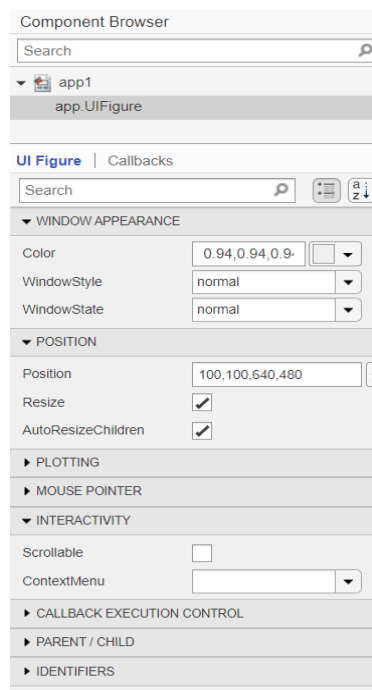 Component Browser
Search
app1
app.UIFigure
UI Figure | Callbacks
Search
WINDOW APPEARANCE
Color 0.94,0.94,0.9
WindowStyle normal
WindowState normal
POSITION
Position 100,100,640,480
Resize
AutoResizeChildren
PLOTTING
MOUSE POINTER
INTERACTIVITY
Scrollable
ContextMenu
CALLBACK EXECUTION CONTROL
PARENT / CHILD
IDENTIFIERS